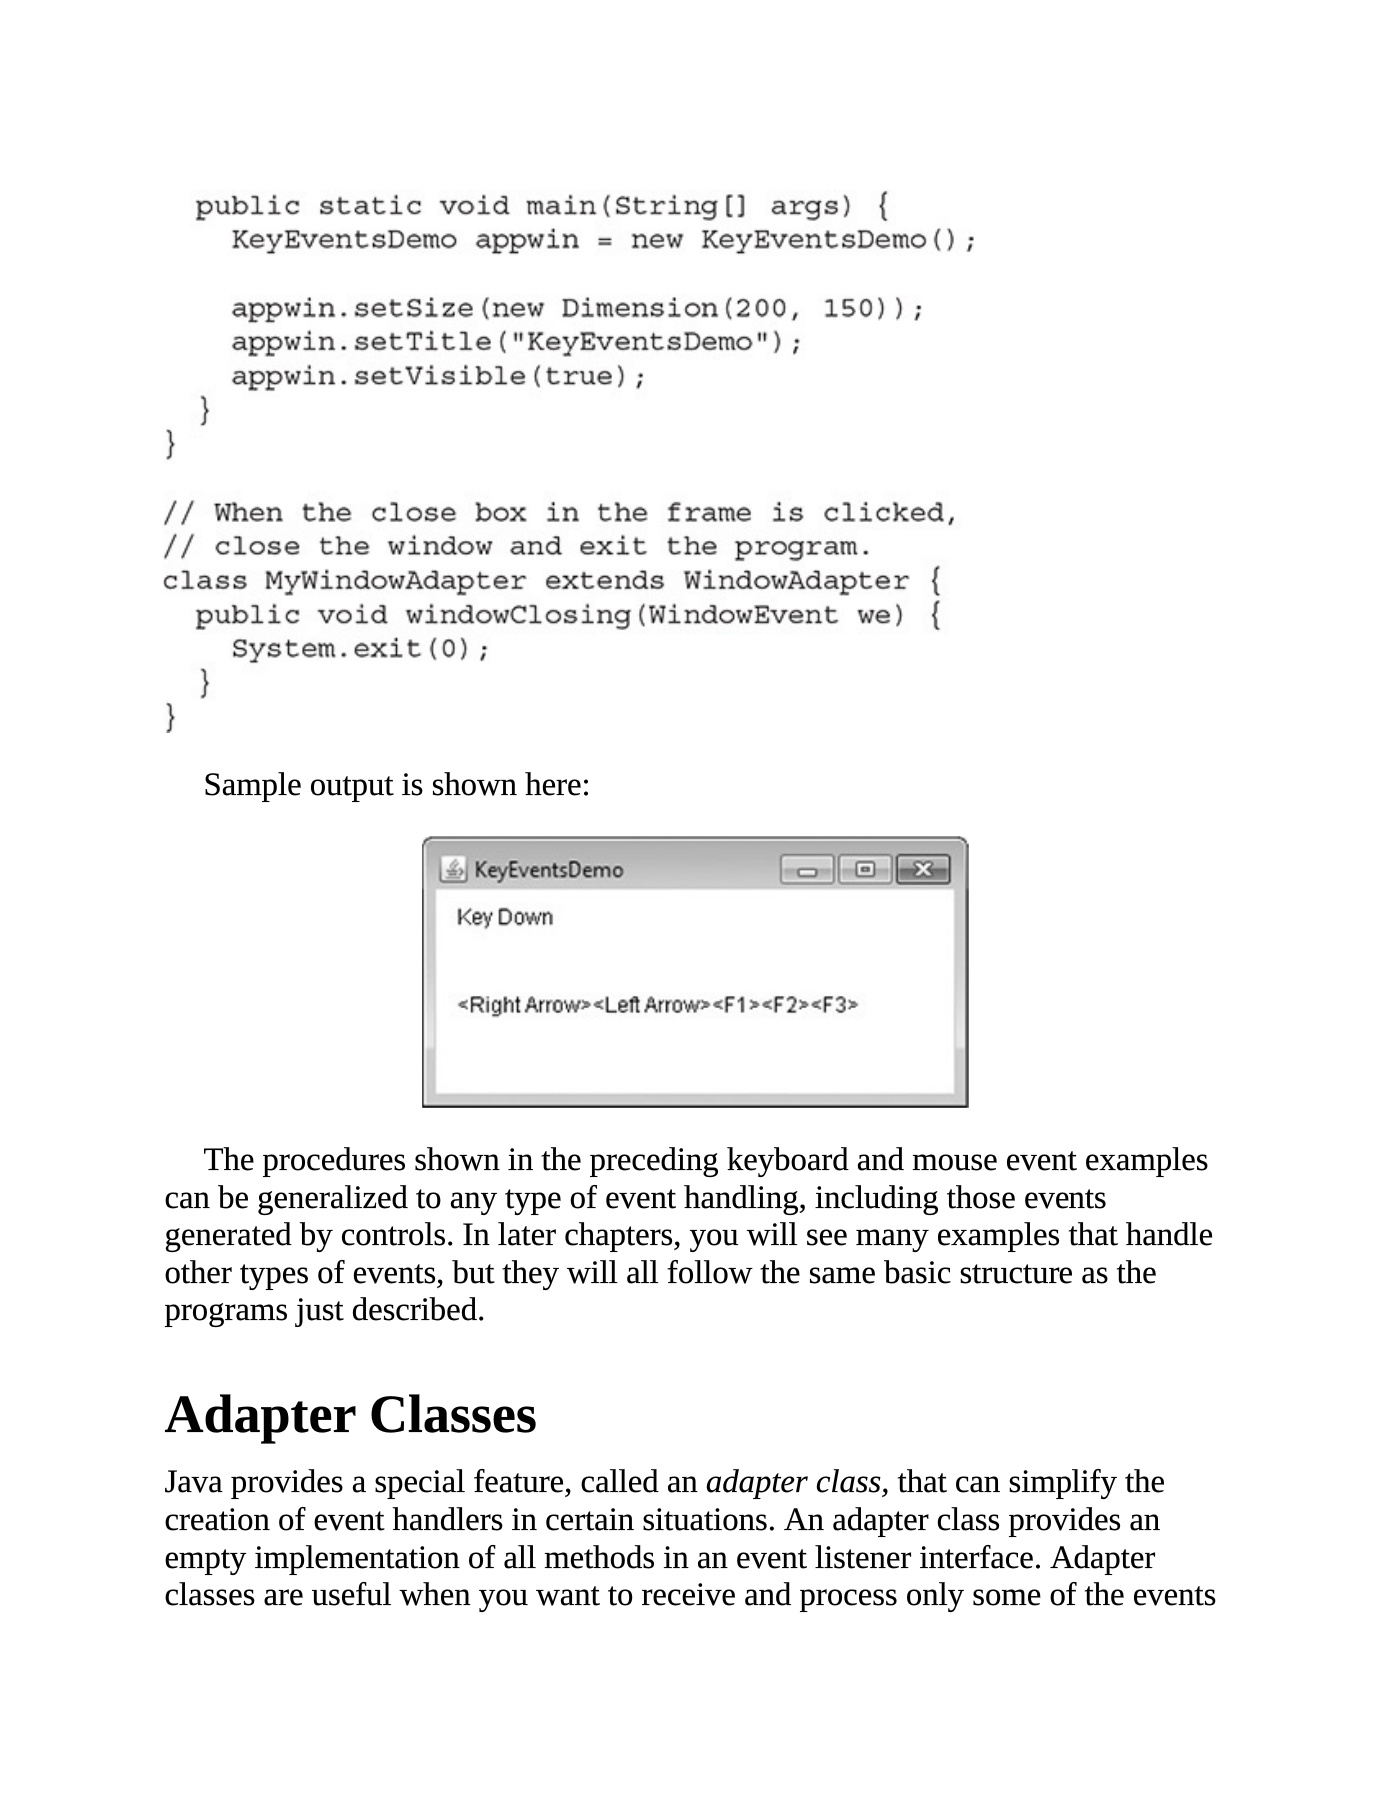 public static void main(String[] args) {
KeyEventsDemo appwin = new KeyEventsDemo();
appwin.setSize(new Dimension(200, 150));
appwin.setTitle("KeyEventsDemo");
appwin.setVisible(true);
}
}
// When the close box in the frame is clicked,
// close the window and exit the program.
class MyWindowAdapter extends WindowAdapter {
public void windowClosing(WindowEvent we) {
System.exit(0);
}
}
Sample output is shown here:
KeyEventsDemo
Key Down
<Right Arrow><Left Arrow><F1><F2><F3>
The procedures shown in the preceding keyboard and mouse event examples
can be generalized to any type of event handling, including those events
generated by controls. In later chapters, you will see many examples that handle
other types of events, but they will all follow the same basic structure as the
programs just described.
Adapter Classes
Java provides a special feature, called an adapter class, that can simplify the
creation of event handlers in certain situations. An adapter class provides an
empty implementation of all methods in an event listener interface. Adapter
classes are useful when you want to receive and process only some of the events